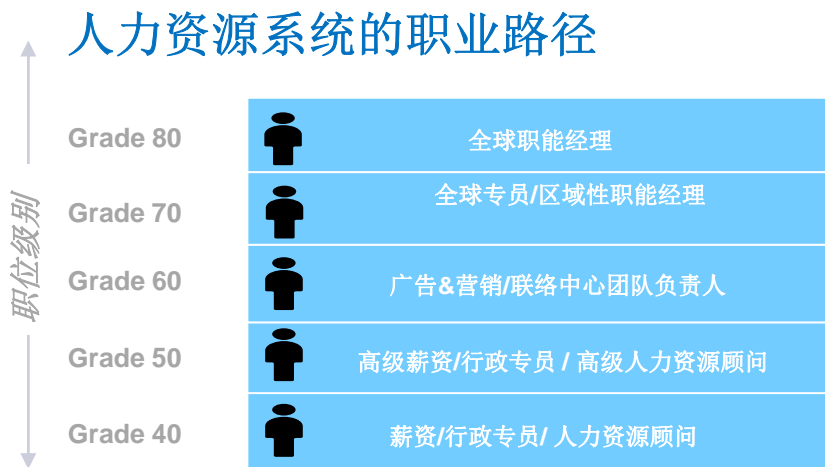 人力资源系统的职业路径
Grade 80
全球职能经理
Grade 70
全球专员/区域性职能经理
职位级别
Grade 60
广告&营销/联络中心团队负责人
Grade 50
高级薪资/行政专员 / 高级人力资源顾问
Grade 40
薪资/行政专员/ 人力资源顾问